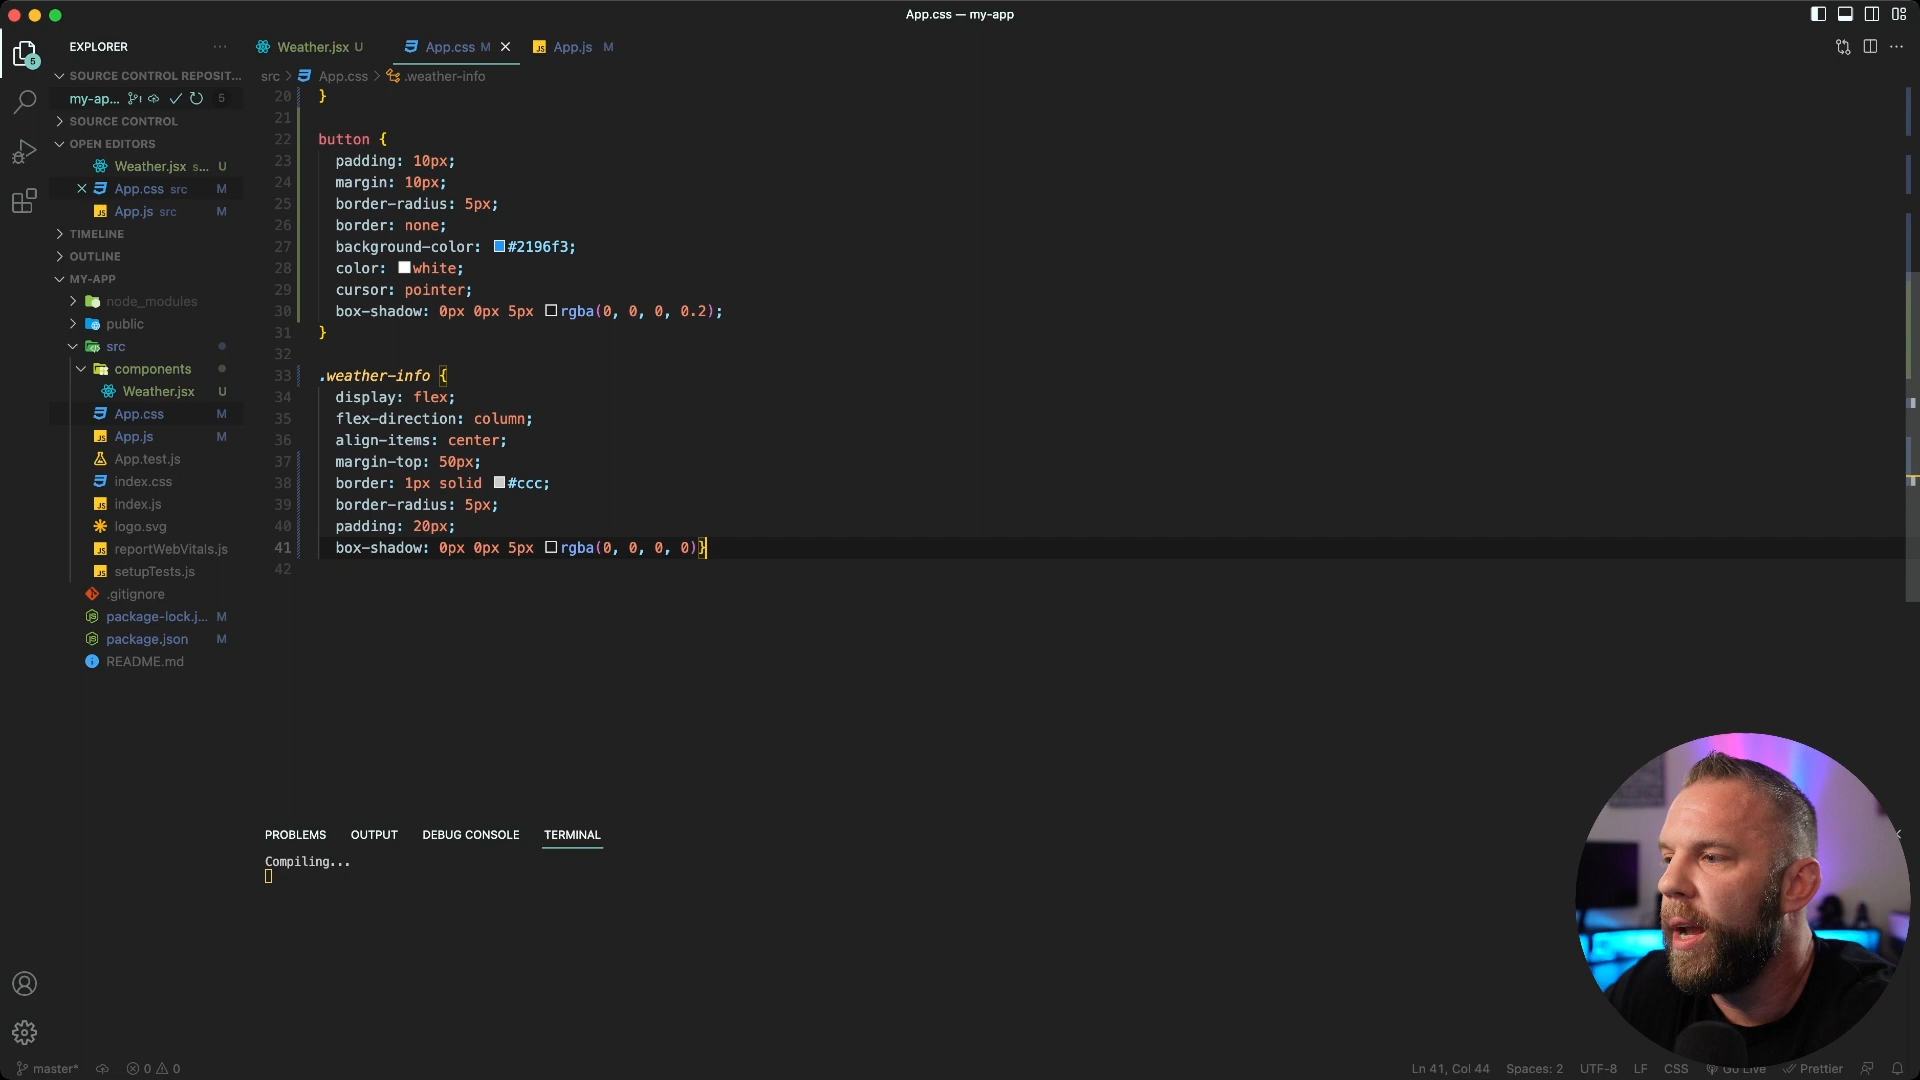 App.css — my-app
EXPLORER
SOURCE CONTROL REPOSIT...
my-ap... 5
SOURCE CONTROL
OPEN EDITORS
Weather.jsx s... U
App.css src M
App.js src M
TIMELINE
OUTLINE
MY-APP
node_modules
public
src
components
Weather.jsx U
App.css M
App.js M
App.test.js
index.css
index.js
logo.svg
reportWebVitals.js
setupTests.js
.gitignore
package-lock.j... M
package.json M
README.md
5
Weather.jsx U
App.css M
App.js M
src > App.css > .weather-info
20 }
21
22 button {
23 padding: 10px;
24 margin: 10px;
25 border-radius: 5px;
26 border: none;
27 background-color: #2196f3;
28 color: white;
29 cursor: pointer;
30 box-shadow: 0px 0px 5px rgba(0, 0, 0, 0.2);
31 }
32
33 .weather-info {
34 display: flex;
35 flex-direction: column;
36 align-items: center;
37 margin-top: 50px;
38 border: 1px solid #ccc;
39 border-radius: 5px;
40 padding: 20px;
41 box-shadow: 0px 0px 5px rgba(0, 0, 0, 0)}
42
PROBLEMS OUTPUT DEBUG CONSOLE TERMINAL
Compiling...
master* 0 0
Ln 41, Col 44 Spaces: 2 UTF-8 LF CSS Go Live Prettier